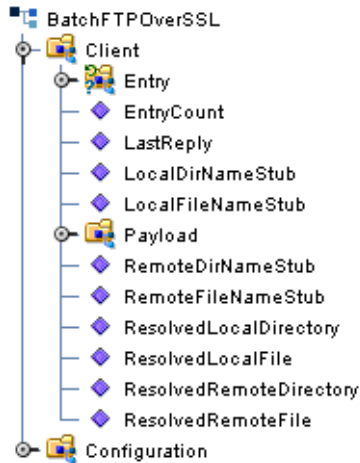 BatchFTPOverSSL
Client
Entry
EntryCount
LastReply
LocalDirNameStub
LocalFileNameStub
Payload
RemoteDirNameStub
RemoteFileNameStub
ResolvedLocalDirectory
ResolvedLocalFile
ResolvedRemoteDirectory
ResolvedRemoteFile
Configuration